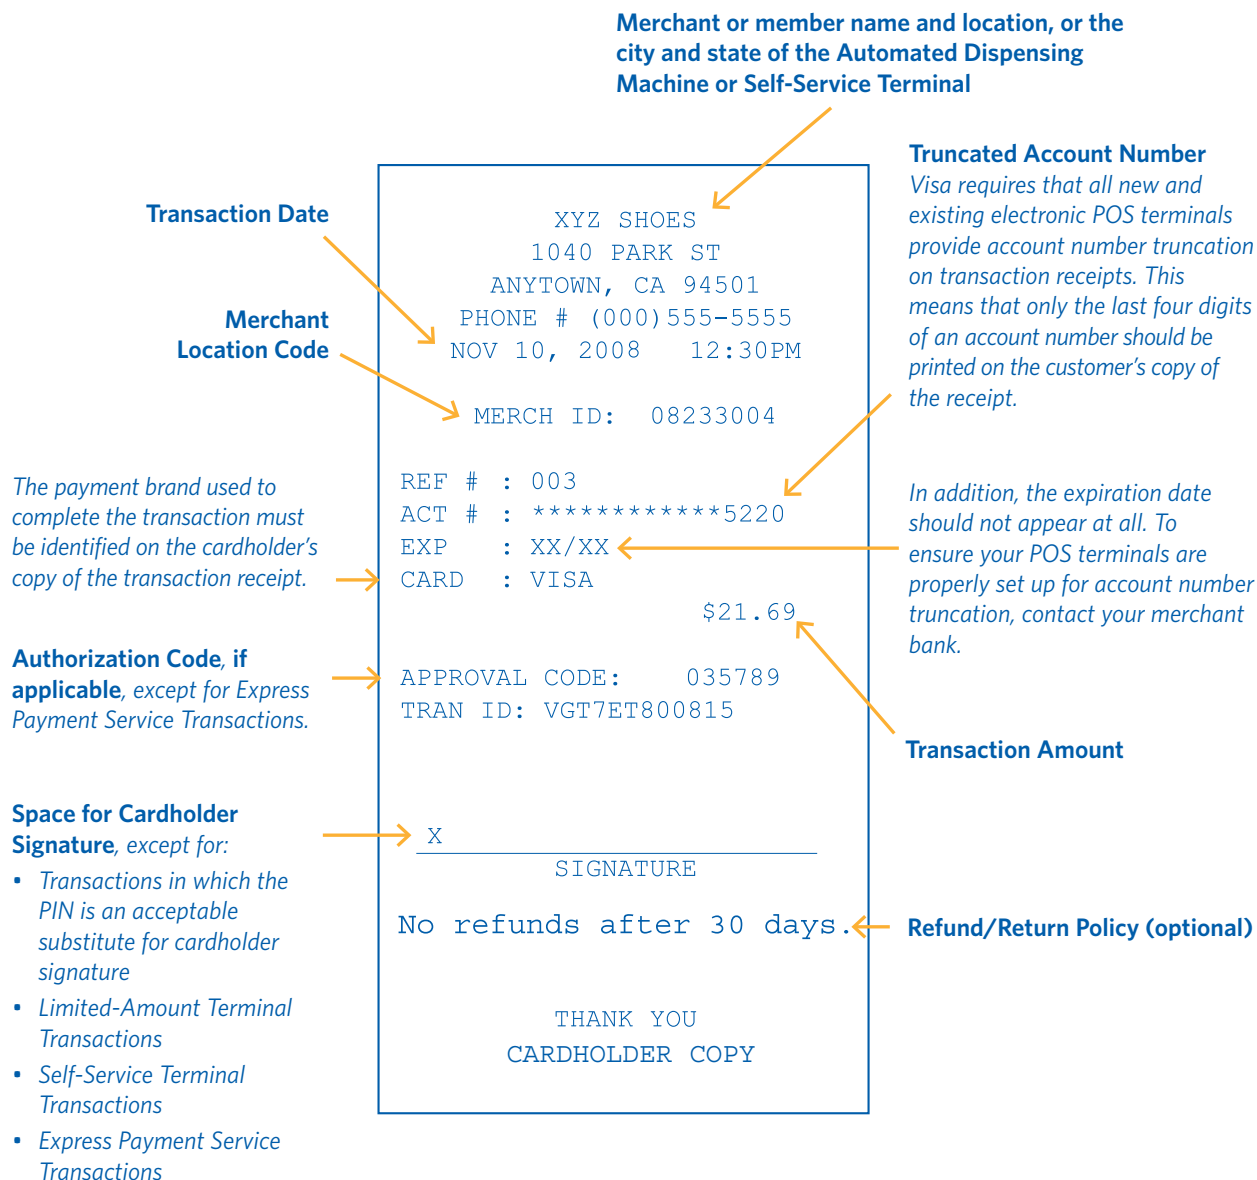 Merchant or member name and location, or the
city and state of the Automated Dispensing
Machine or Self-Service Terminal
Transaction Date
Merchant
Location Code
The payment brand used to
complete the transaction must
be identified on the cardholder's
copy of the transaction receipt.
Authorization Code, if
applicable, except for Express
Payment Service Transactions.
Space for Cardholder
Signature, except for:
• Transactions in which the
PIN is an acceptable
substitute for cardholder
signature
• Limited-Amount Terminal
Transactions
• Self-Service Terminal
Transactions
• Express Payment Service
Transactions
XYZ SHOES
1040 PARK ST
ANYTOWN, CA 94501
PHONE # (000)555-5555
NOV 10, 2008 12:30PM
MERCH ID: 08233004
REF # : 003
ACT # : ************5220
EXP : XX/XX
CARD : VISA
$21.69
APPROVAL CODE: 035789
TRAN ID: VGT7ET800815
X
SIGNATURE
No refunds after 30 days.
THANK YOU
CARDHOLDER COPY
Truncated Account Number
Visa requires that all new and
existing electronic POS terminals
provide account number truncation
on transaction receipts. This
means that only the last four digits
of an account number should be
printed on the customer's copy of
the receipt.
In addition, the expiration date
should not appear at all. To
ensure your POS terminals are
properly set up for account number
truncation, contact your merchant
bank.
Transaction Amount
Refund/Return Policy (optional)